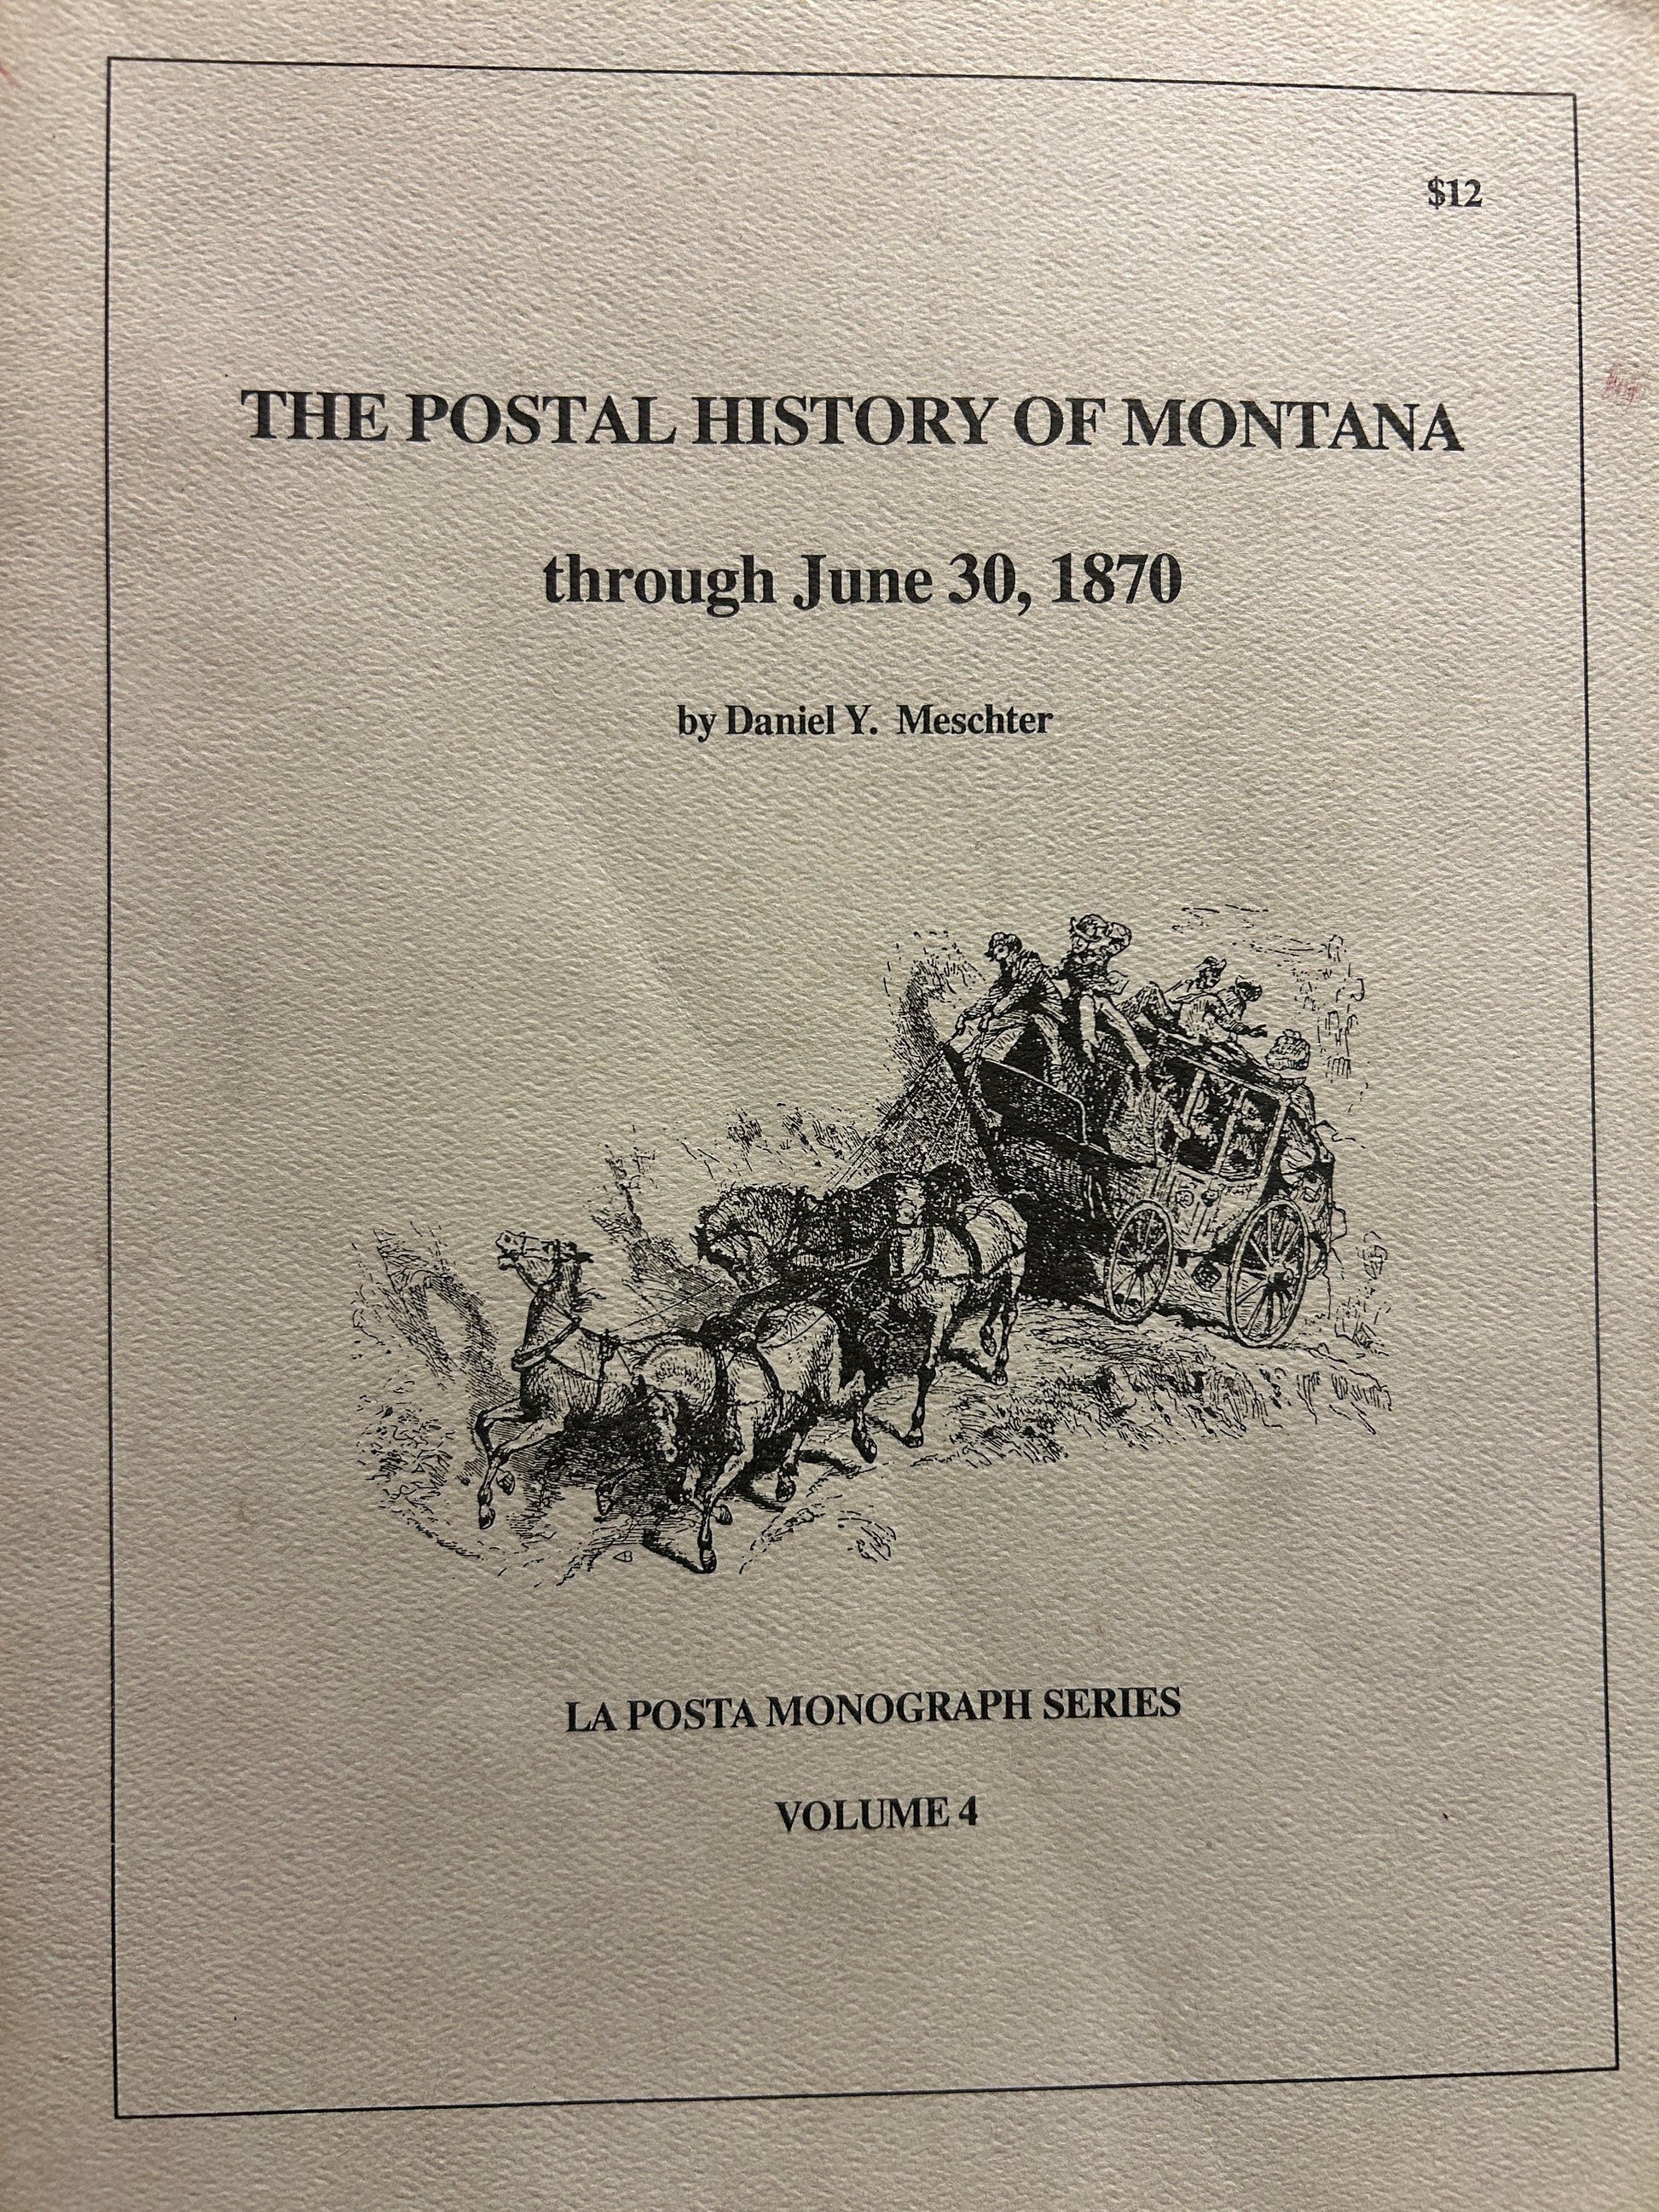 $12
THE POSTAL HISTORY OF MONTANA
through June 30, 1870
by Daniel Y. Meschter
LA POSTA MONOGRAPH SERIES
VOLUME 4